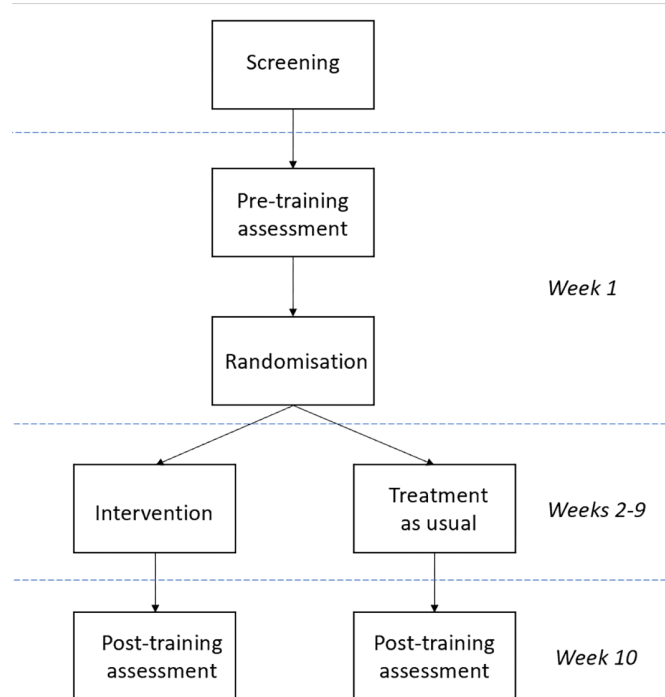 Screening
Pre-training
assessment
Week 1
Randomisation
Intervention
Treatment
as usual
Weeks 2-9
Post-training
assessment
Post-training
assessment
Week 10